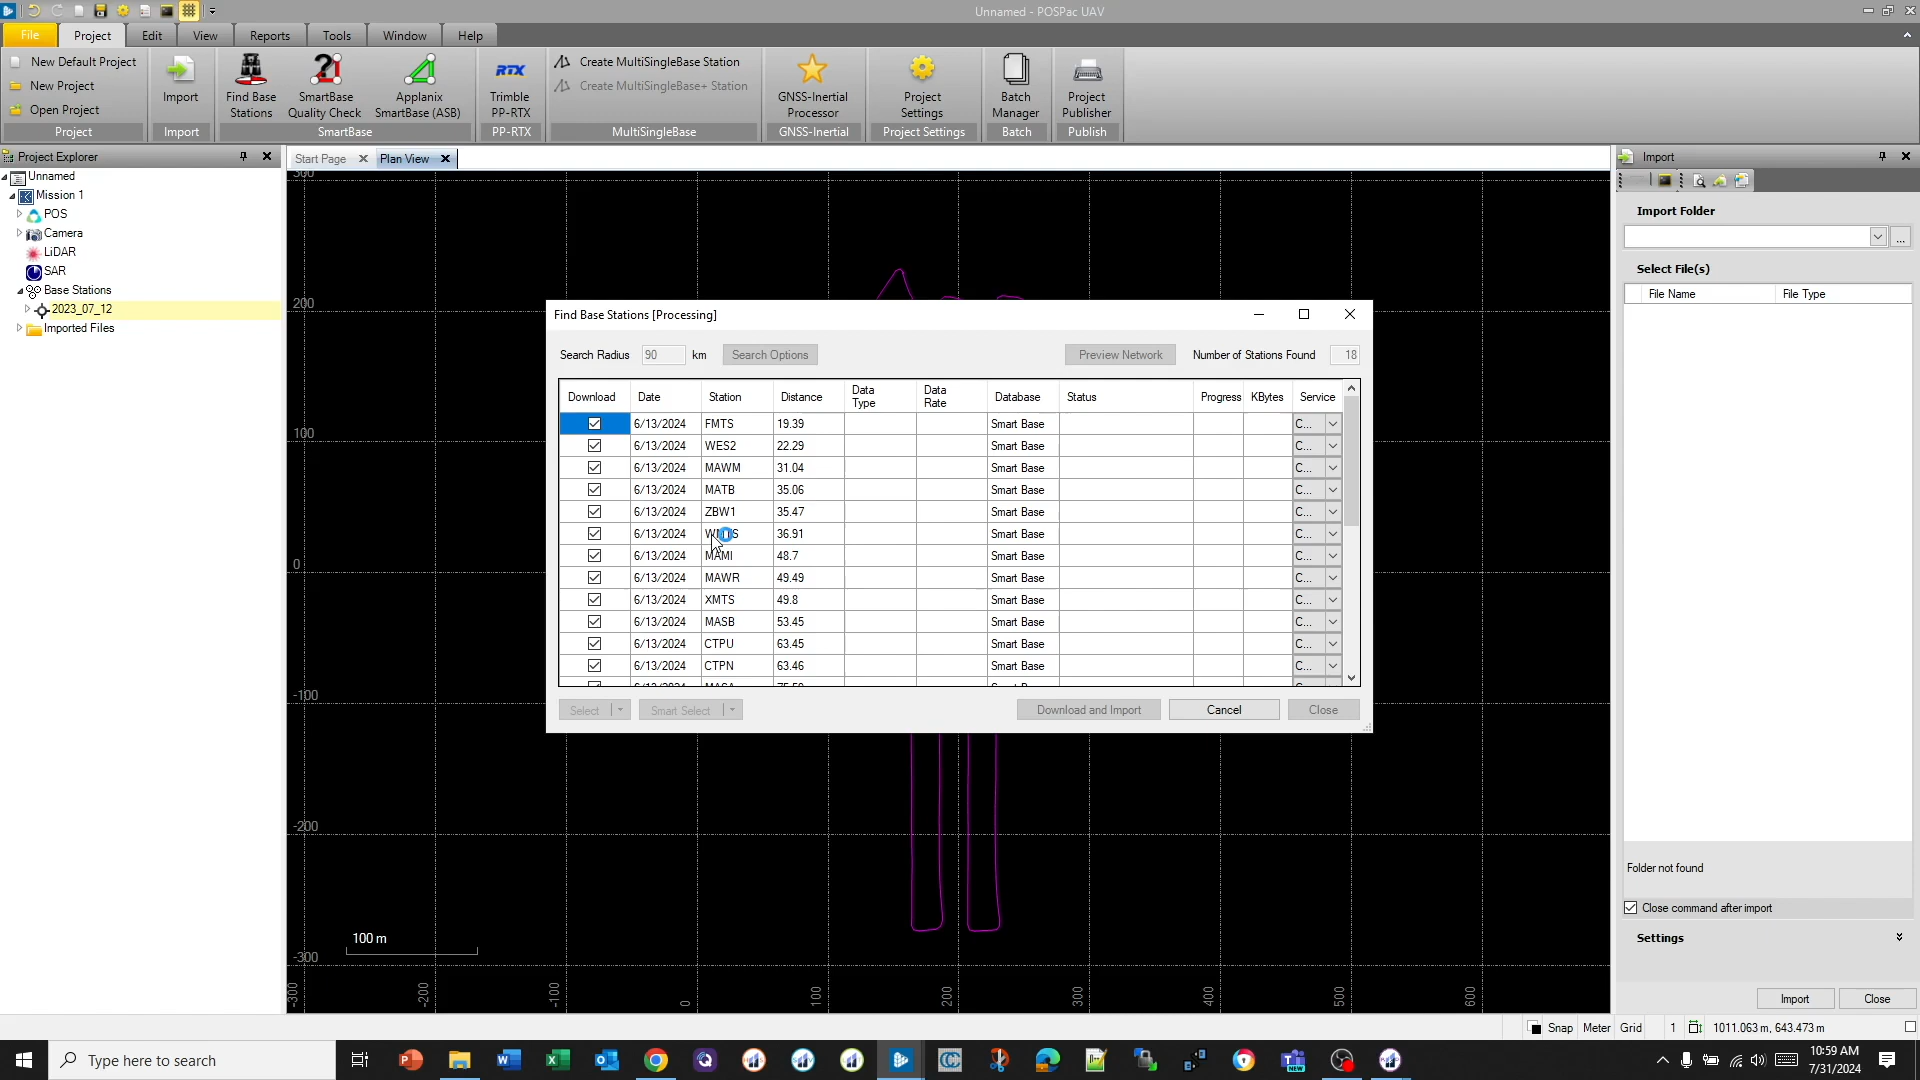 Unnamed - POSPac UAV
File Project Edit View Reports Tools Window Help
New Default Project
New Project
Open Project
Project
Import
Import
Find Base Stations
SmartBase Quality Check
Applanix SmartBase (ASB)
SmartBase
RTX
Trimble PP-RTX
PP-RTX
Create MultiSingleBase Station
Create MultiSingleBase+ Station
MultiSingleBase
GNSS-Inertial Processor
GNSS-Inertial
Project Settings
Project Settings
Batch Manager
Batch
Project Publisher
Publish
Project Explorer
Unnamed
Mission 1
POS
Camera
LiDAR
SAR
Base Stations
2023_07_12
Imported Files
Start Page Plan View
300
200
100
0
-100
-200
-300
100 m
-300 -200 -100 0 100 200 300 400 500 600
Find Base Stations [Processing]
Search Radius 90 km Search Options Preview Network Number of Stations Found 18
Download Date Station Distance Data Type Data Rate Database Status Progress KBytes Service
6/13/2024 FMTS 19.39 Smart Base C...
6/13/2024 WES2 22.29 Smart Base C...
6/13/2024 MAWM 31.04 Smart Base C...
6/13/2024 MATB 35.06 Smart Base C...
6/13/2024 ZBW1 35.47 Smart Base C...
6/13/2024 36.91 Smart Base C...
6/13/2024 MAMI 48.7 Smart Base C...
6/13/2024 MAWR 49.49 Smart Base C...
6/13/2024 XMTS 49.8 Smart Base C...
6/13/2024 MASB 53.45 Smart Base C...
6/13/2024 CTPU 63.45 Smart Base C...
6/13/2024 CTPN 63.46 Smart Base C...
Select Smart Select Download and Import Cancel Close
Import
Import Folder
...
Select File(s)
File Name File Type
Folder not found
Close command after import
Settings
Import Close
Snap Meter Grid 1 1011.063 m, 643.473 m
Type here to search
10:59 AM
7/31/2024